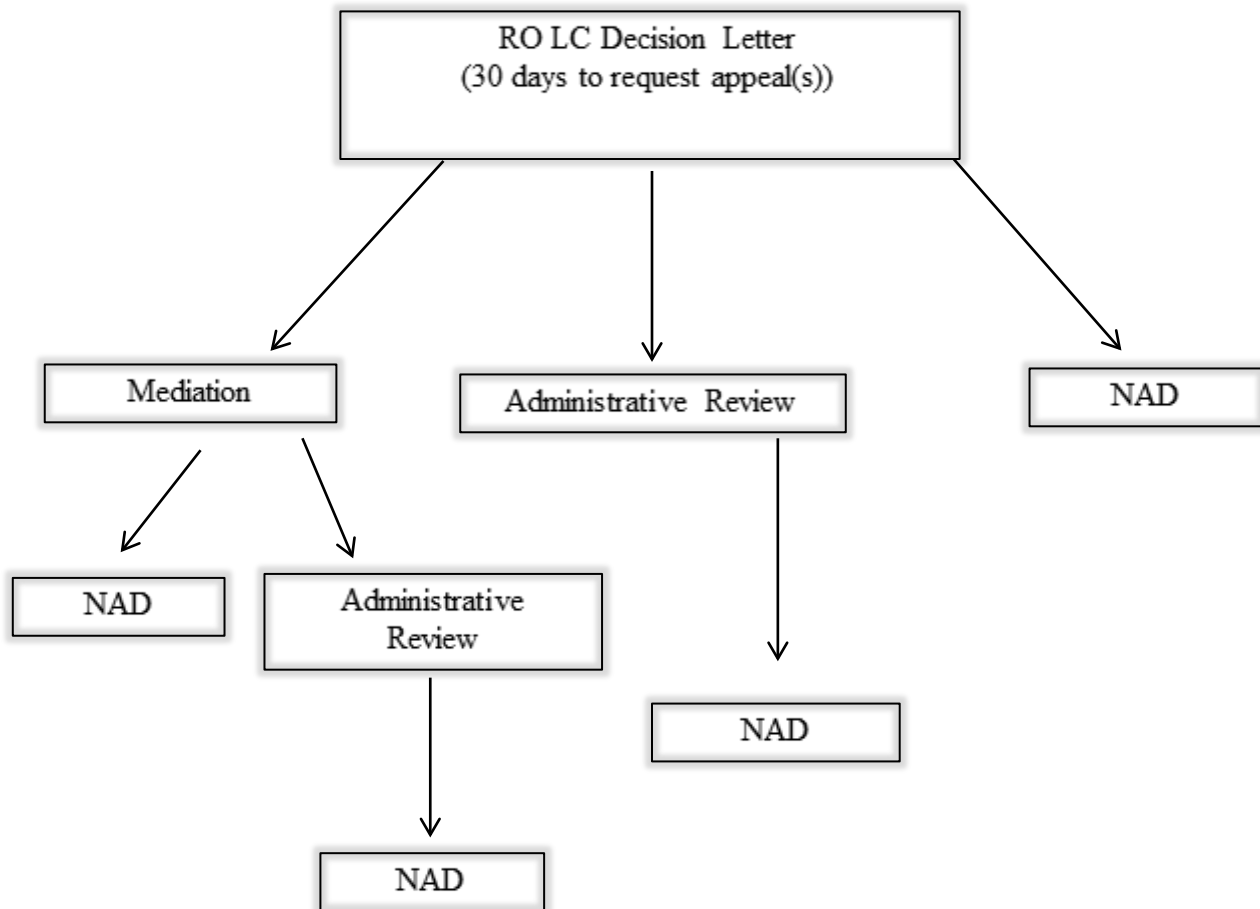 RO LC Decision Letter
(30 days to request appeal(s))
Mediation
Administrative Review
NAD
NAD
Administrative
Review
NAD
NAD